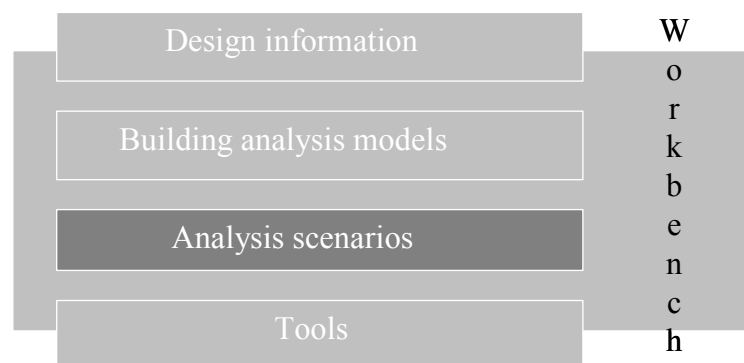 Design information
Building analysis models
Analysis scenarios
Tools
W
o
r
k
b
e
n
c
h